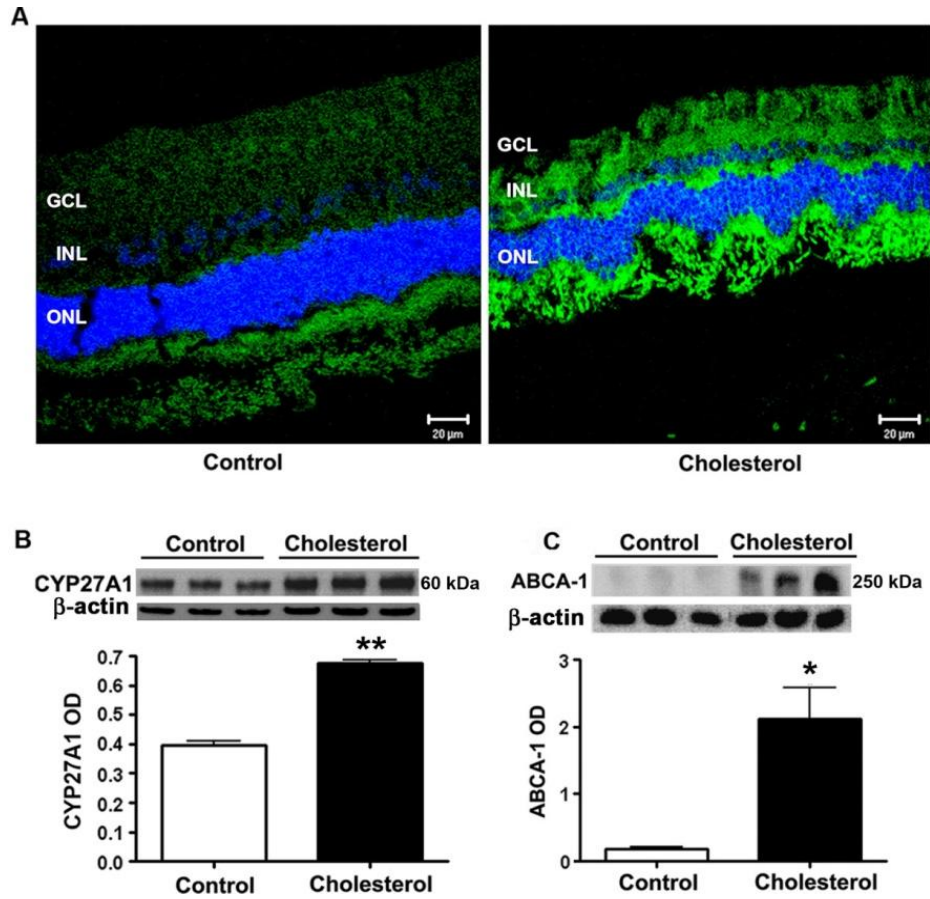 A
GCL
INL
ONL
20 µm
Control
GCL
INL
ONL
20 µm
Cholesterol
B
Control Cholesterol
CYP27A1 60 kDa
β-actin
**
CYP27A1 OD
0.7
0.6
0.5
0.4
0.3
0.2
0.1
0.0
Control Cholesterol
C
Control Cholesterol
ABCA-1 250 kDa
β-actin
*
ABCA-1 OD
3
2
1
0
Control Cholesterol